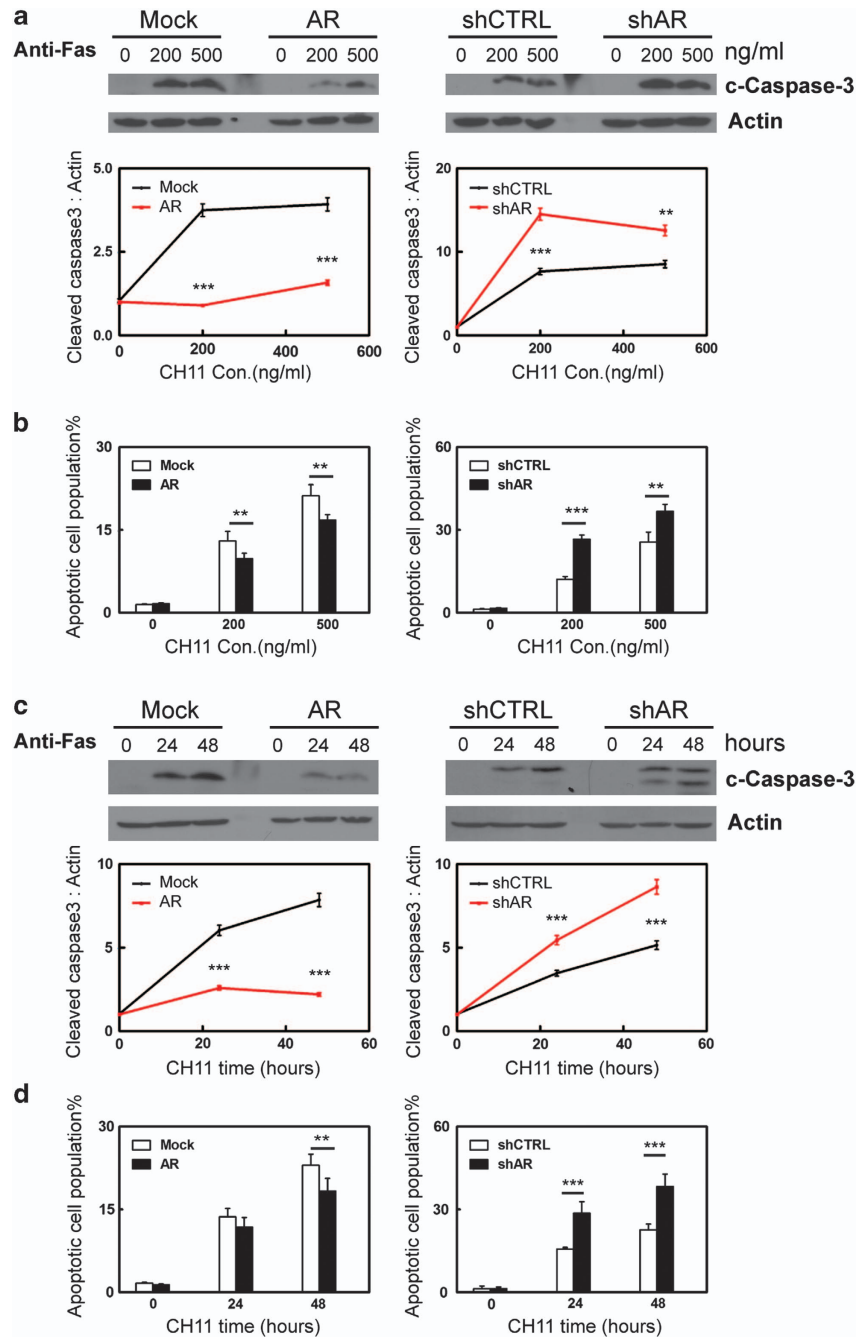 a
Mock AR shCTRL shAR
Anti-Fas 0 200 500 0 200 500 0 200 500 0 200 500 ng/ml
c-Caspase-3
Actin
Cleaved caspase3 : Actin
5.0
2.5
0.0
Mock
AR
***
***
0 200 400 600
CH11 Con.(ng/ml)
Cleaved caspase3 : Actin
20
10
0
shCTRL
shAR
***
**
0 200 400 600
CH11 Con.(ng/ml)
b
Apoptotic cell population%
30
15
0
Mock
AR
**
**
0 200 500
CH11 Con.(ng/ml)
Apoptotic cell population%
60
30
0
shCTRL
shAR
***
**
0 200 500
CH11 Con.(ng/ml)
c
Mock AR shCTRL shAR
Anti-Fas 0 24 48 0 24 48 0 24 48 0 24 48 hours
c-Caspase-3
Actin
Cleaved caspase3 : Actin
10
5
0
Mock
AR
***
***
0 20 40 60
CH11 time (hours)
Cleaved caspase3 : Actin
10
5
0
shCTRL
shAR
***
***
0 20 40 60
CH11 time (hours)
d
Apoptotic cell population%
30
15
0
Mock
AR
**
0 24 48
CH11 time (hours)
Apoptotic cell population%
60
30
0
shCTRL
shAR
***
***
0 24 48
CH11 time (hours)